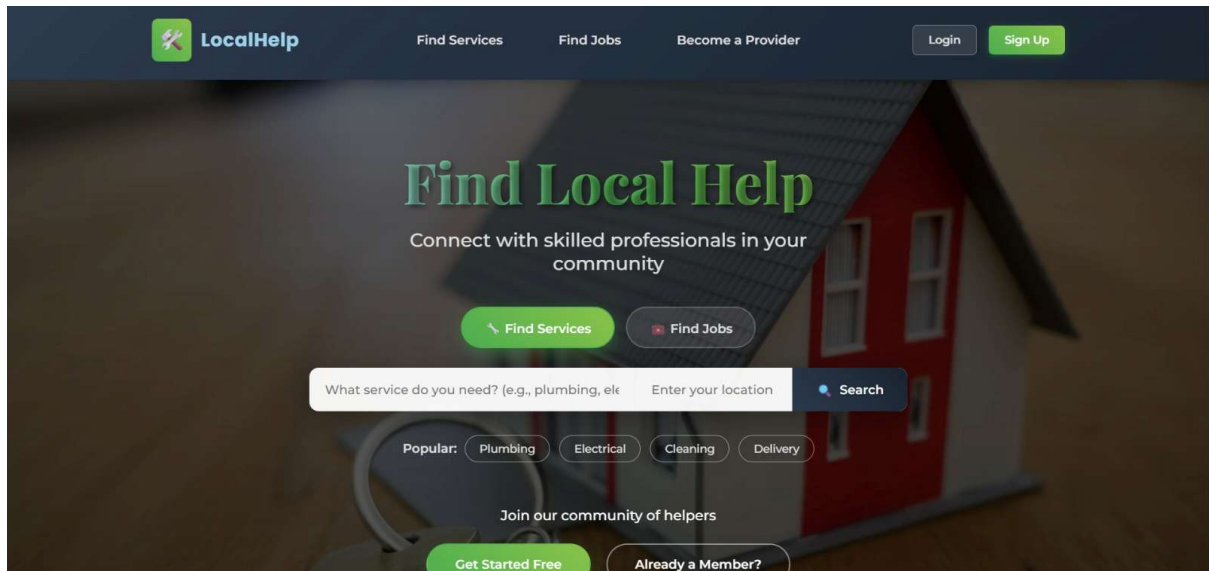 LocalHelp
Find Services
Find Jobs
Become a Provider
Login
Sign Up
Find Local Help
Connect with skilled professionals in your
community
Find Services
Find Jobs
What service do you need? (e.g., plumbing, ele
Enter your location
Search
Popular:
Plumbing
Electrical
Cleaning
Delivery
Join our community of helpers
Get Started Free
Already a Member?